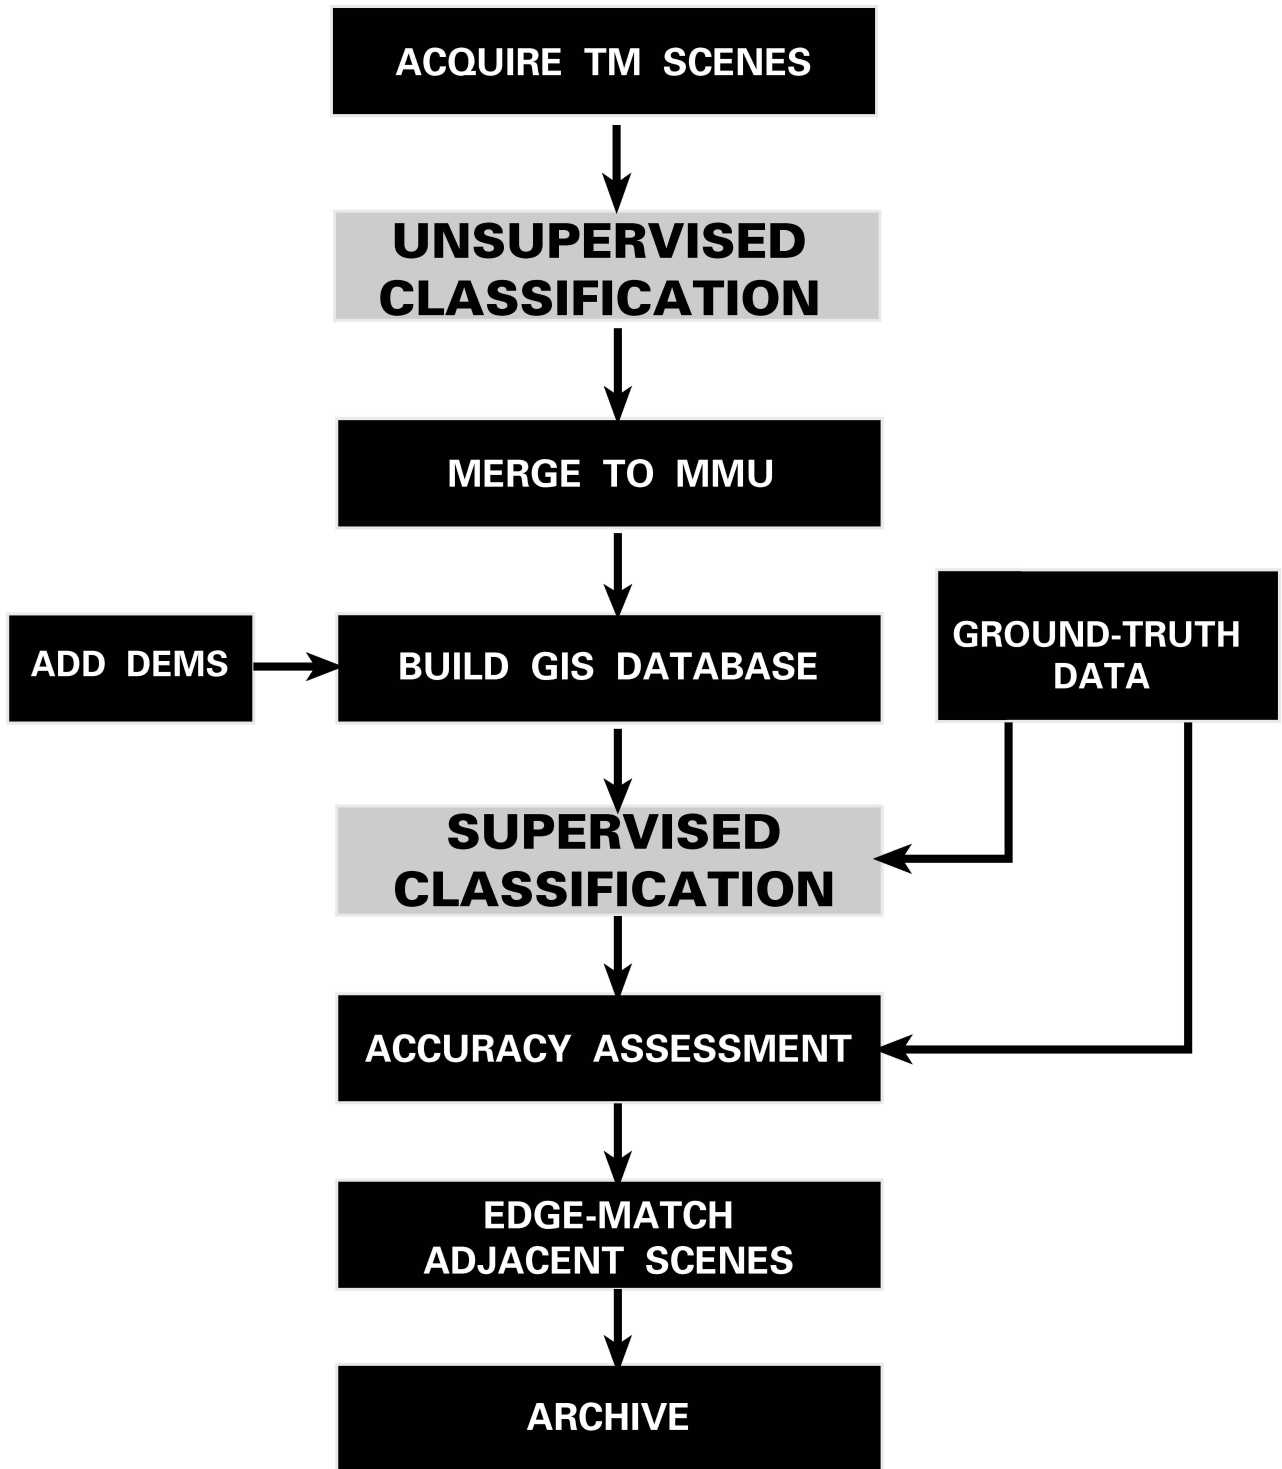 ACQUIRE TM SCENES
UNSUPERVISED
CLASSIFICATION
MERGE TO MMU
ADD DEMS
BUILD GIS DATABASE
GROUND-TRUTH
DATA
SUPERVISED
CLASSIFICATION
ACCURACY ASSESSMENT
EDGE-MATCH
ADJACENT SCENES
ARCHIVE